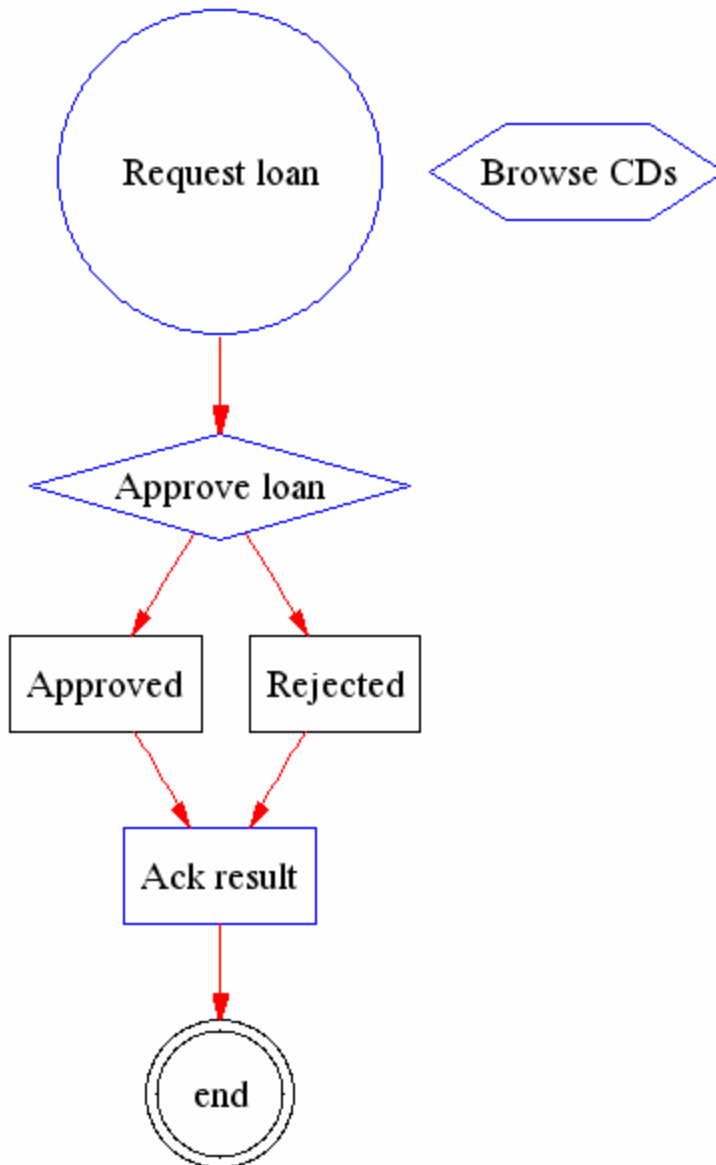 Request loan
Browse CDs
Approve loan
Approved
Rejected
Ack result
end